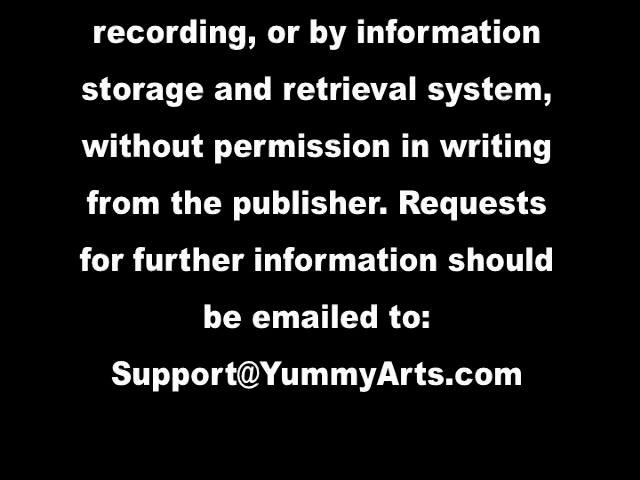 recording, or by information
storage and retrieval system,
without permission in writing
from the publisher. Requests
for further information should
be emailed to:
Support@YummyArts.com